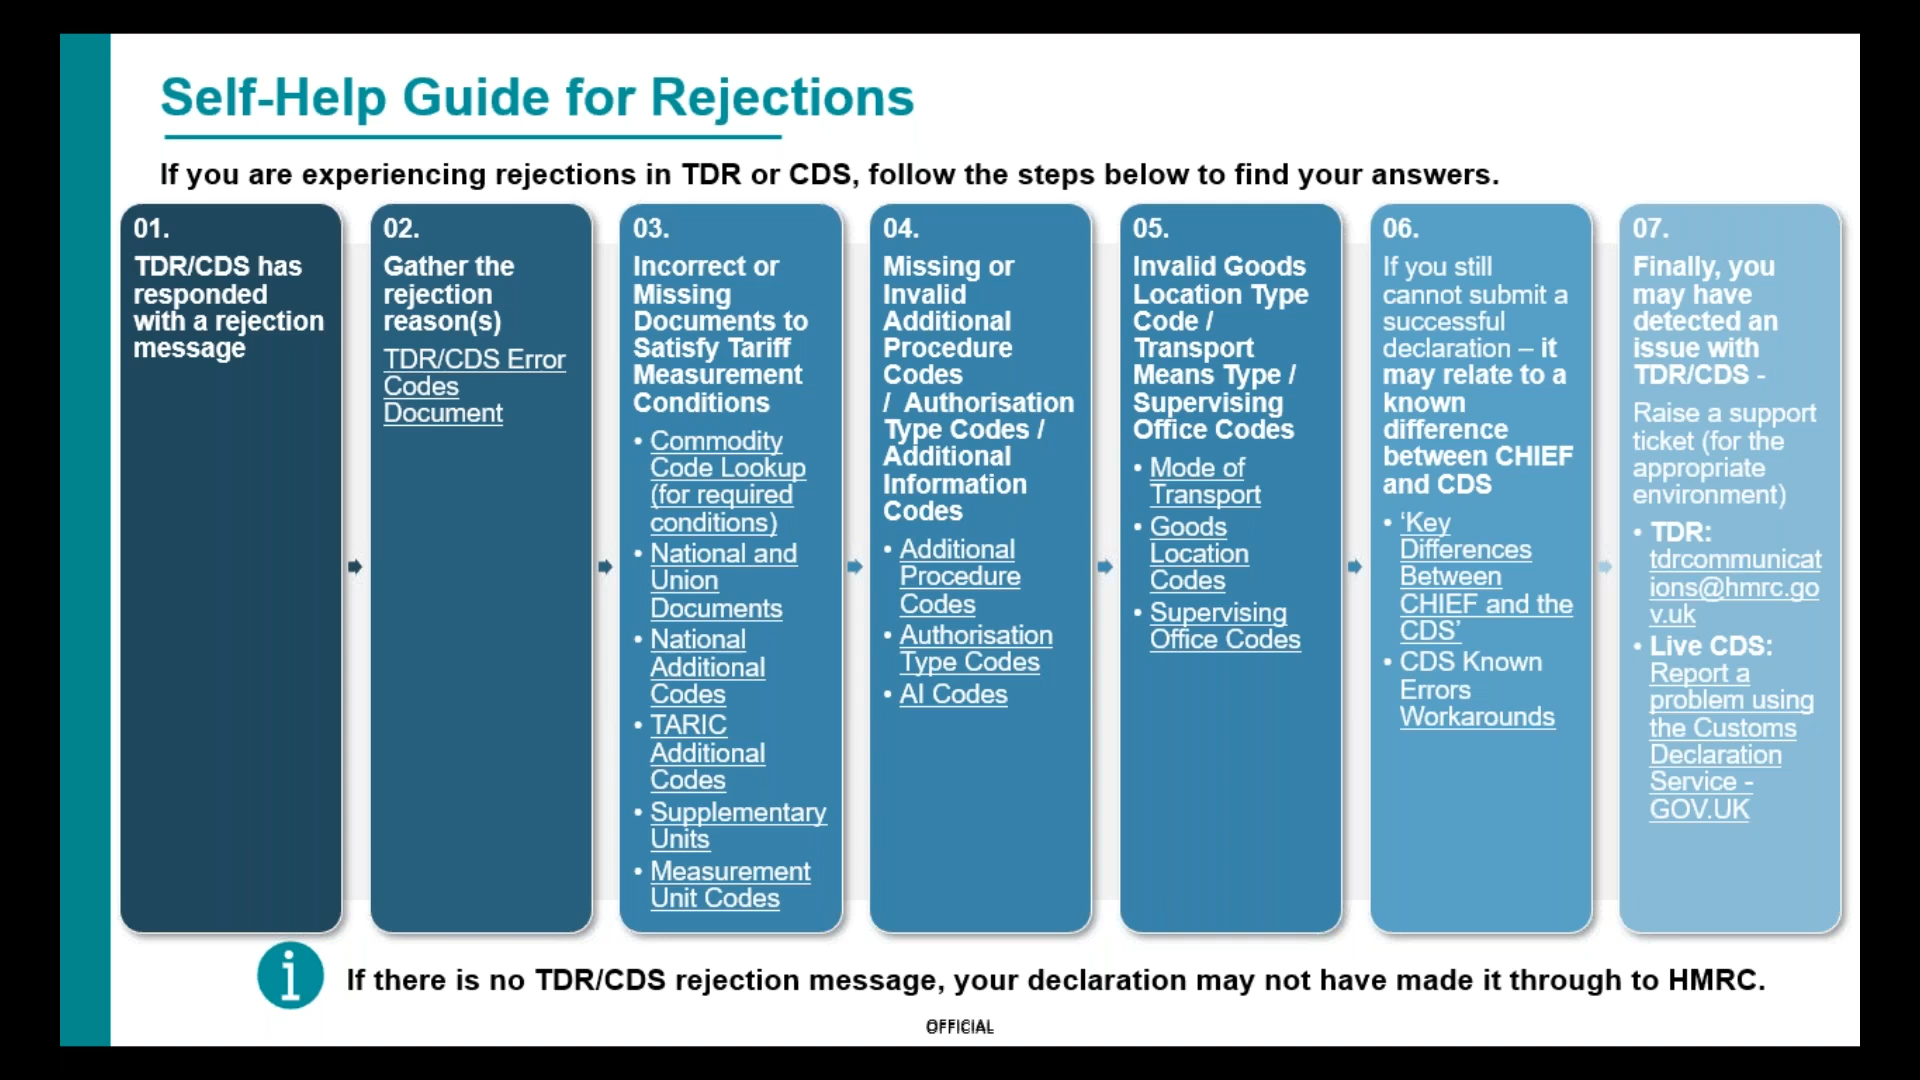 Self-Help Guide for Rejections
If you are experiencing rejections in TDR or CDS, follow the steps below to find your answers.
01.
TDR/CDS has
responded
with a rejection
message
02.
Gather the
rejection
reason(s)
TDR/CDS Error
Codes
Document
03.
Incorrect or
Missing
Documents to
Satisfy Tariff
Measurement
Conditions
• Commodity
Code Lookup
(for required
conditions)
• National and
Union
Documents
• National
Additional
Codes
• TARIC
Additional
Codes
• Supplementary
Units
• Measurement
Unit Codes
04.
Missing or
Invalid
Additional
Procedure
Codes
/ Authorisation
Type Codes /
Additional
Information
Codes
• Additional
Procedure
Codes
• Authorisation
Type Codes
• AI Codes
05.
Invalid Goods
Location Type
Code /
Transport
Means Type /
Supervising
Office Codes
• Mode of
Transport
• Goods
Location
Codes
• Supervising
Office Codes
06.
If you still
cannot submit a
successful
declaration – it
may relate to a
known
difference
between CHIEF
and CDS
• ‘Key
Differences
Between
CHIEF and the
CDS’
• CDS Known
Errors
Workarounds
07.
Finally, you
may have
detected an
issue with
TDR/CDS -
Raise a support
ticket (for the
appropriate
environment)
• TDR:
tdrcommunicat
ions@hmrc.go
v.uk
• Live CDS:
Report a
problem using
the Customs
Declaration
Service -
GOV.UK
i
If there is no TDR/CDS rejection message, your declaration may not have made it through to HMRC.
OFFICIAL